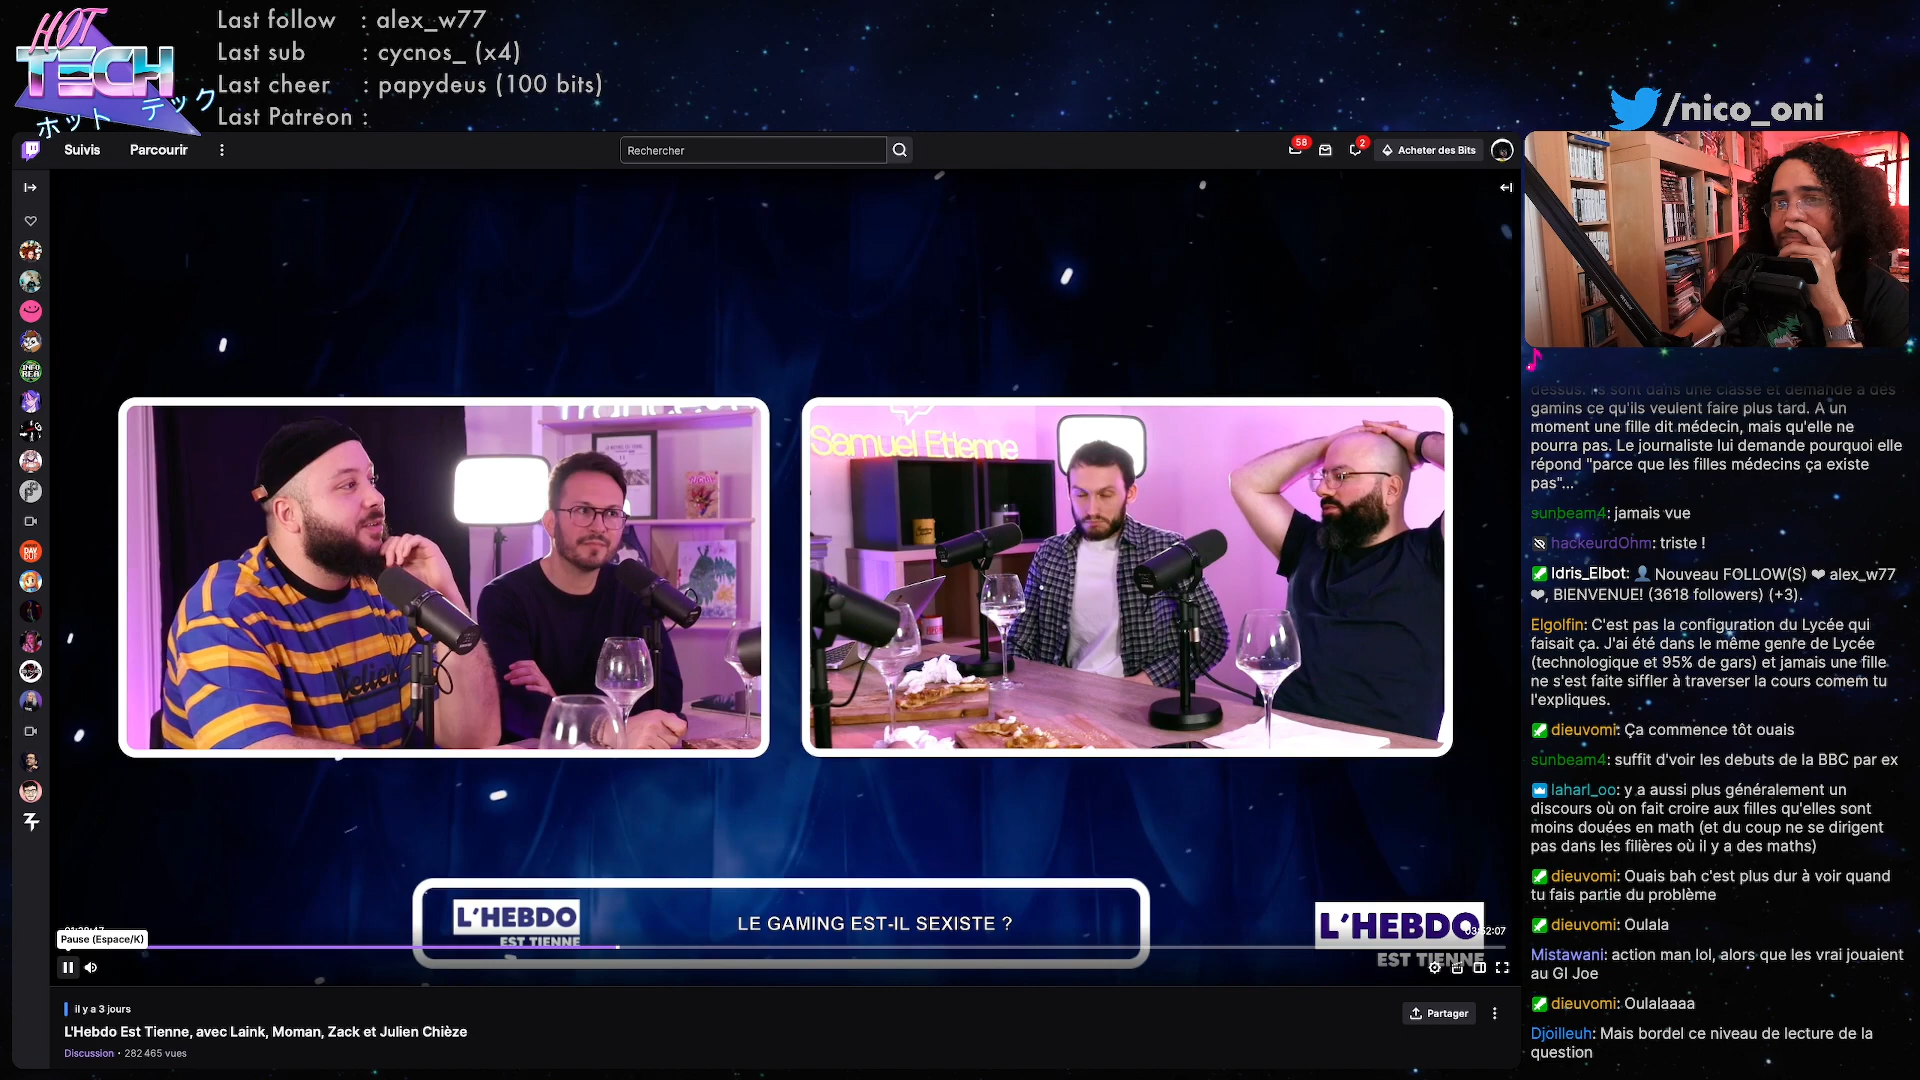 HOT
TECH
ホット テック
Last follow : alex_w77
Last sub : cycnos_ (x4)
Last cheer : papydeus (100 bits)
Last Patreon :
/nico_oni
Suivis
Parcourir
Rechercher
58
2
Acheter des Bits
INFO
DAY
Samuel Etienne
L'HEBDO
EST TIENNE
LE GAMING EST-IL SEXISTE ?
L'HEBDO
EST TIENNE
Pause (Espace/K)
il y a 3 jours
L'Hebdo Est Tienne, avec Laink, Moman, Zack et Julien Chièze
Discussion • 282 465 vues
Partager
dessus. Ils sont dans une classe et demande à des
gamins ce qu'ils veulent faire plus tard. A un
moment une fille dit médecin, mais qu'elle ne
pourra pas. Le journaliste lui demande pourquoi elle
répond "parce que les filles médecins ça existe
pas"...
sunbeam4: jamais vue
hackeurdOhm: triste !
Idris_Elbot: 👤 Nouveau FOLLOW(S) ❤ alex_w77
❤, BIENVENUE! (3618 followers) (+3).
Elgolfin: C'est pas la configuration du Lycée qui
faisait ça. J'ai été dans le même genre de Lycée
(technologique et 95% de gars) et jamais une fille
ne s'est faite siffler à traverser la cours comem tu
l'expliques.
dieuvomi: Ça commence tôt ouais
sunbeam4: suffit d'voir les debuts de la BBC par ex
laharl_oo: y a aussi plus généralement un
discours où on fait croire aux filles qu'elles sont
moins douées en math (et du coup ne se dirigent
pas dans les filières où il y a des maths)
dieuvomi: Ouais bah c'est plus dur à voir quand
tu fais partie du problème
dieuvomi: Oulala
Mistawani: action man lol, alors que les vrai jouaient
au GI Joe
dieuvomi: Oulalaaaa
Djoilleuh: Mais bordel ce niveau de lecture de la
question